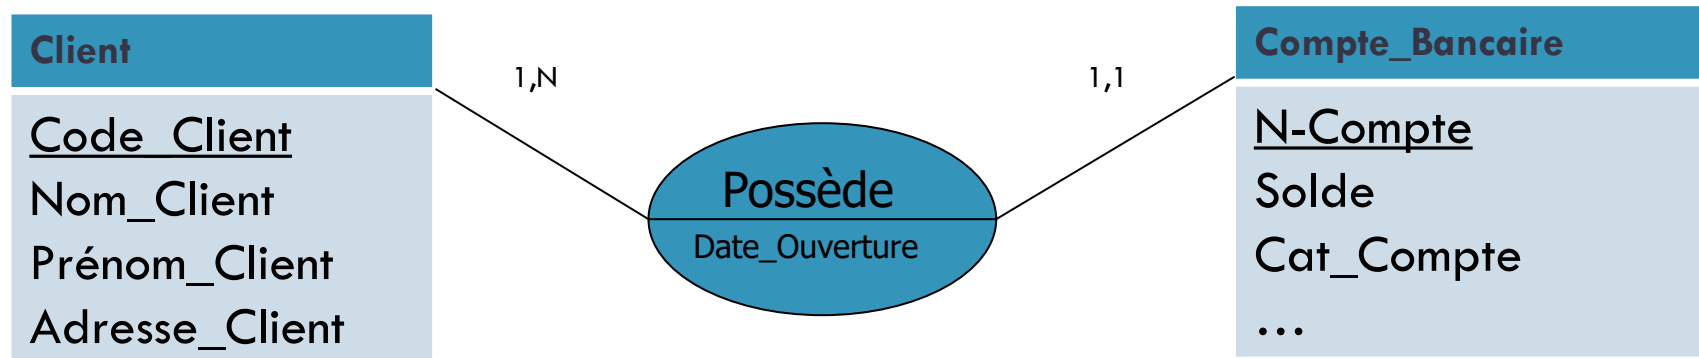 Client
Code_Client
Nom_Client
Prénom_Client
Adresse_Client
1,N
Possède
Date_Ouverture
1,1
Compte_Bancaire
N-Compte
Solde
Cat_Compte
...